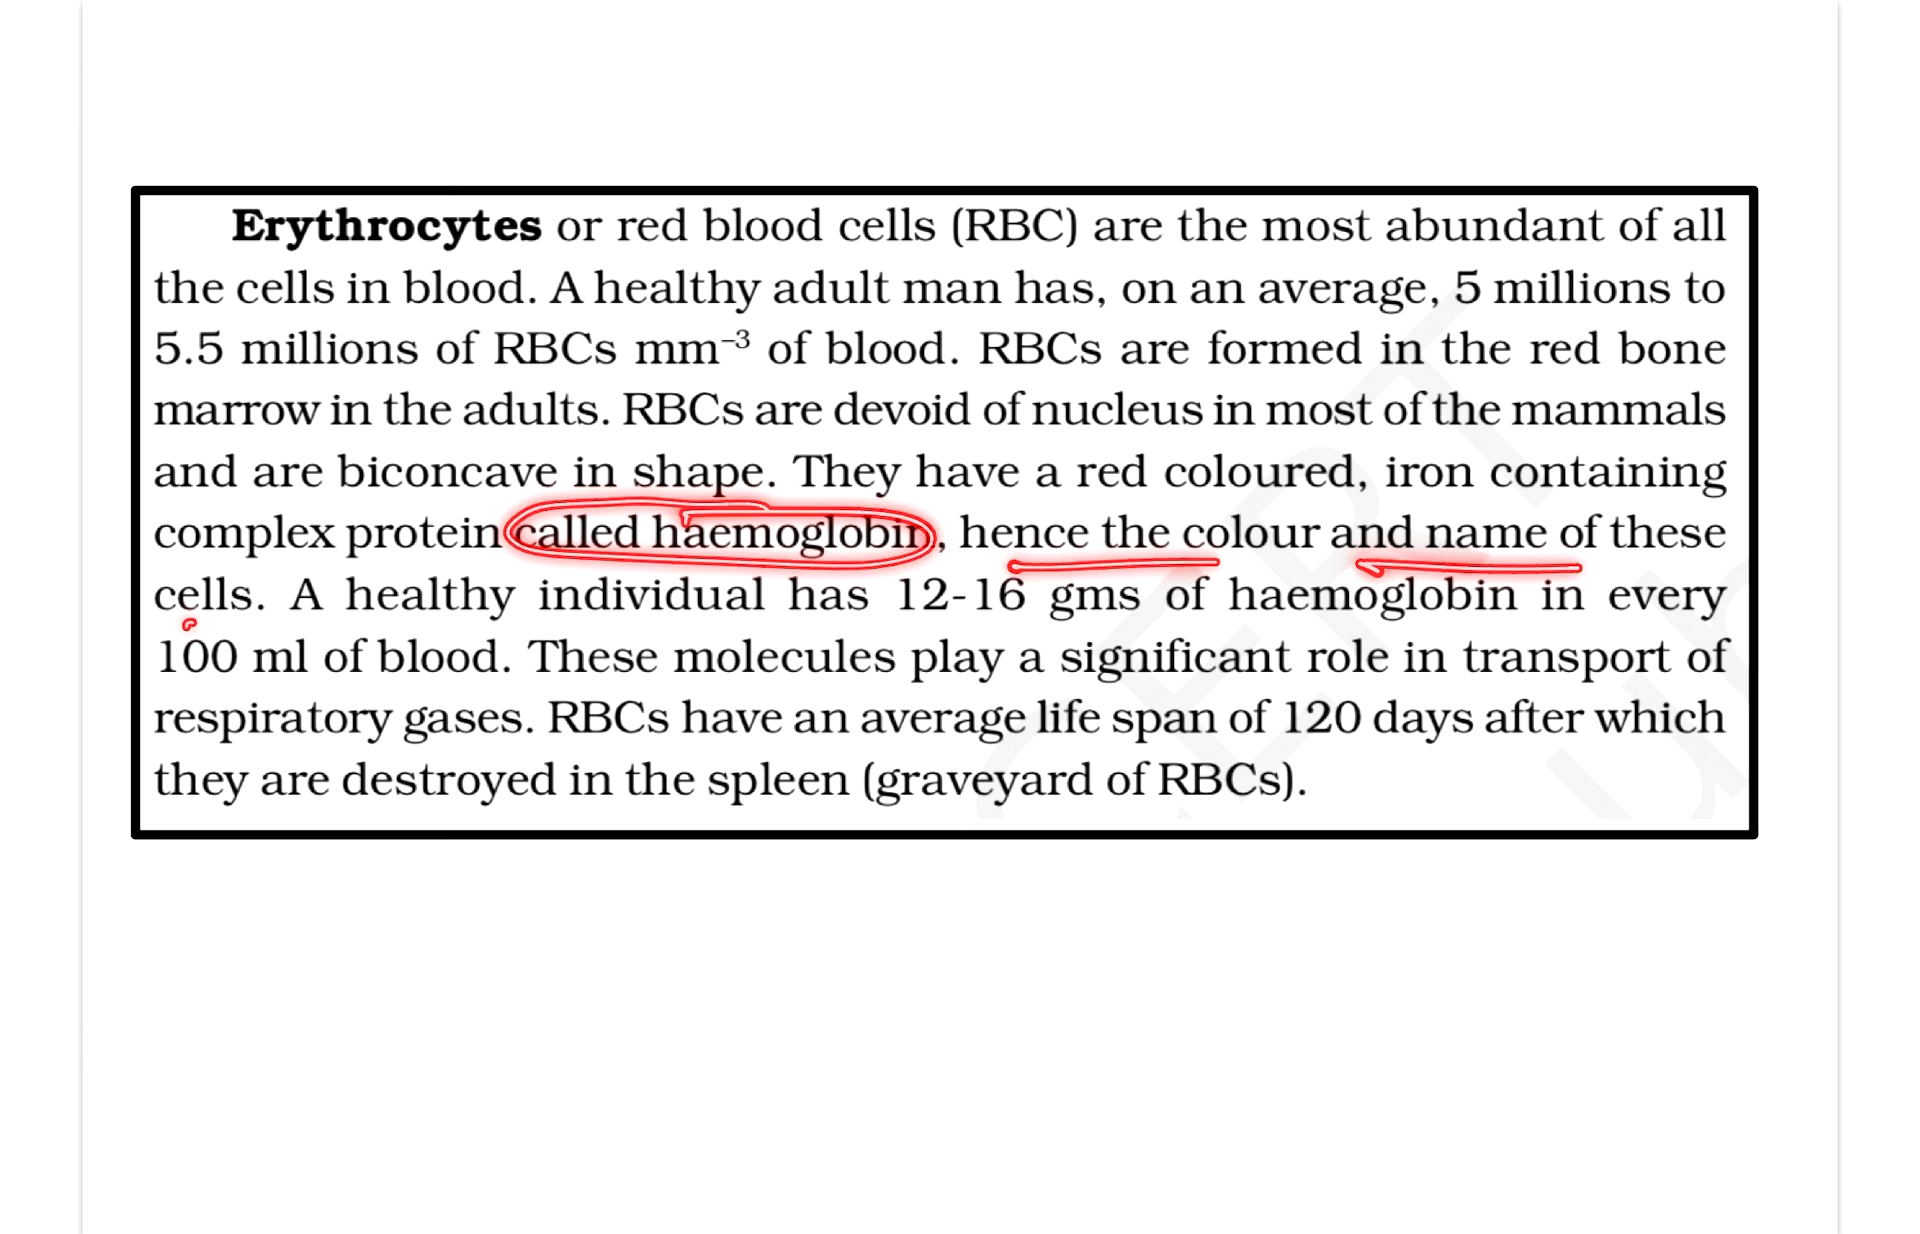 Erythrocytes or red blood cells (RBC) are the most abundant of all
the cells in blood. A healthy adult man has, on an average, 5 millions to
5.5 millions of RBCs mm⁻³ of blood. RBCs are formed in the red bone
marrow in the adults. RBCs are devoid of nucleus in most of the mammals
and are biconcave in shape. They have a red coloured, iron containing
complex protein called haemoglobin, hence the colour and name of these
cells. A healthy individual has 12-16 gms of haemoglobin in every
100 ml of blood. These molecules play a significant role in transport of
respiratory gases. RBCs have an average life span of 120 days after which
they are destroyed in the spleen (graveyard of RBCs).